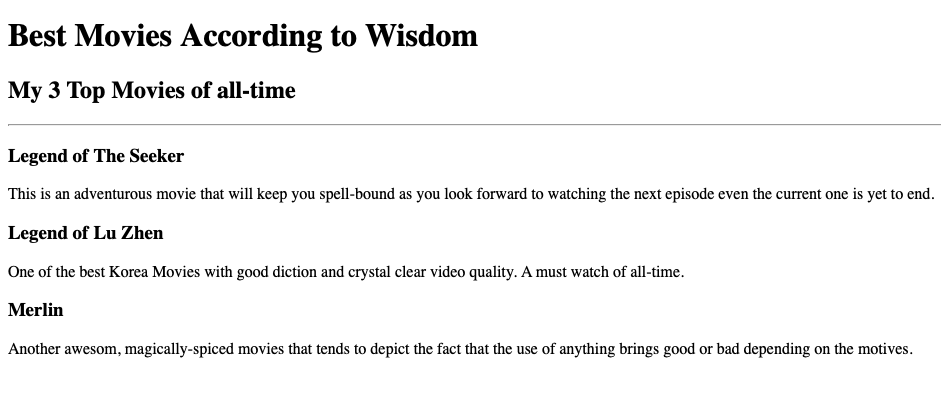 Best Movies According to Wisdom
My 3 Top Movies of all-time
Legend of The Seeker
This is an adventurous movie that will keep you spell-bound as you look forward to watching the next episode even the current one is yet to end.
Legend of Lu Zhen
One of the best Korea Movies with good diction and crystal clear video quality. A must watch of all-time.
Merlin
Another awesom, magically-spiced movies that tends to depict the fact that the use of anything brings good or bad depending on the motives.